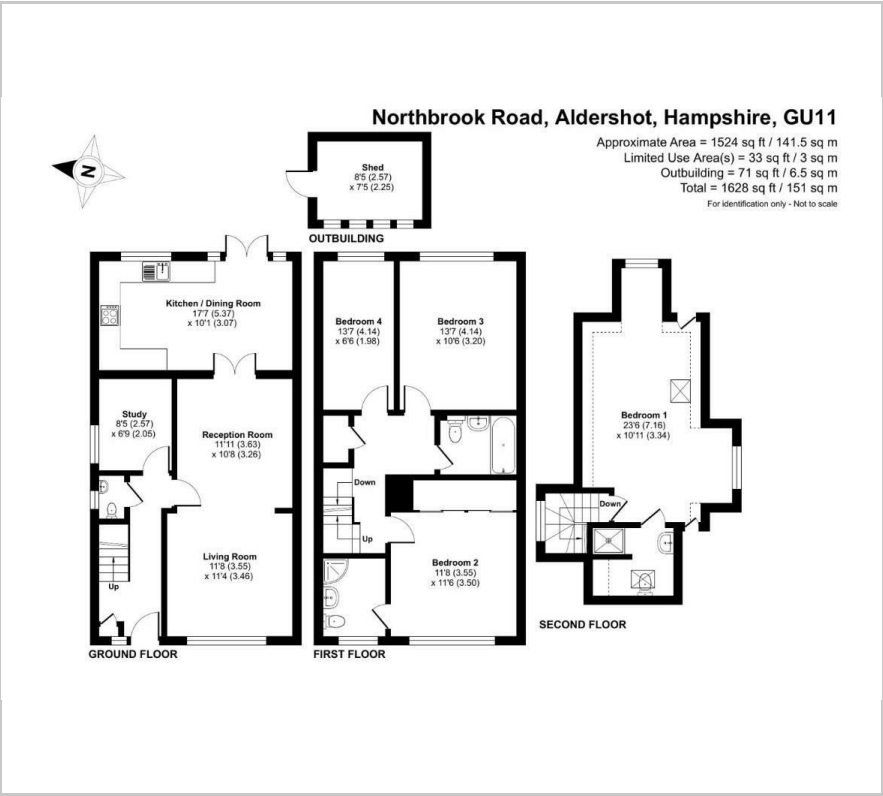 Northbrook Road, Aldershot, Hampshire, GU11
Approximate Area = 1524 sq ft / 141.5 sq m
Limited Use Area(s) = 33 sq ft / 3 sq m
Outbuilding = 71 sq ft / 6.5 sq m
Total = 1628 sq ft / 151 sq m
For identification only - Not to scale
N
Shed
8'5 (2.57)
x 7'5 (2.25)
OUTBUILDING
Kitchen / Dining Room
17'7 (5.37)
x 10'1 (3.07)
Study
8'5 (2.57)
x 6'9 (2.05)
Reception Room
11'11 (3.63)
x 10'8 (3.26)
Living Room
11'8 (3.55)
x 11'4 (3.46)
Up
GROUND FLOOR
Bedroom 4
13'7 (4.14)
x 6'6 (1.98)
Bedroom 3
13'7 (4.14)
x 10'6 (3.20)
Down
Up
Bedroom 2
11'8 (3.55)
x 11'6 (3.50)
FIRST FLOOR
Bedroom 1
23'6 (7.16)
x 10'11 (3.34)
Down
SECOND FLOOR